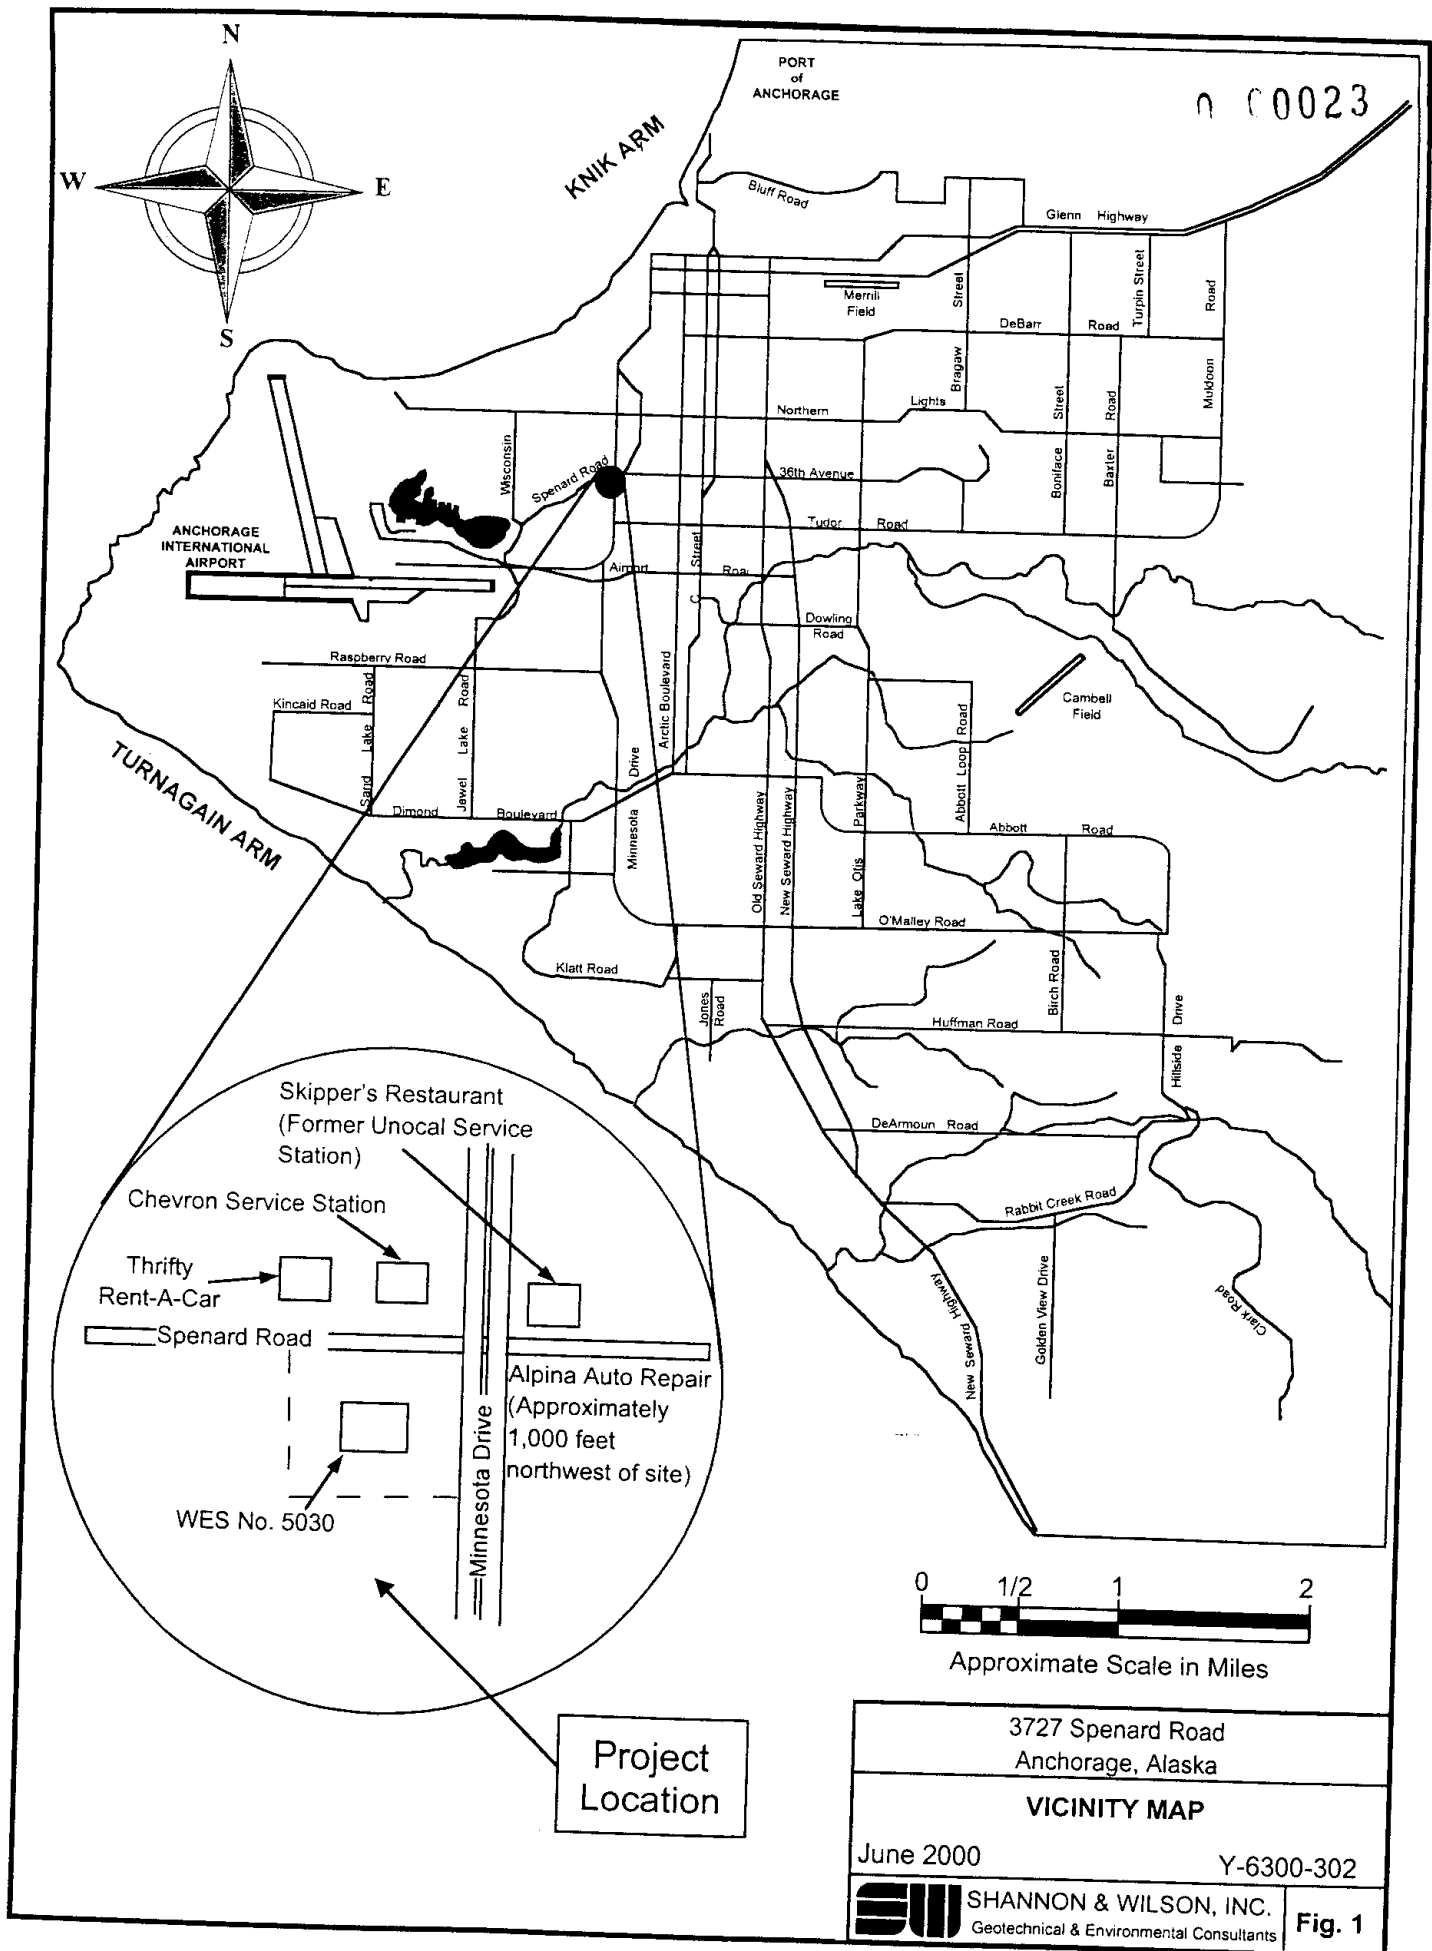 N
W
E
S
PORT
of
ANCHORAGE
0023
KNIK ARM
Bluff Road
Glenn Highway
Merrill
Field
Street
Bragaw
Turpin Street
Road
Muldoon
DeBarr Road
Northern Lights
Wisconsin
Spenard Road
36th Avenue
Street
Boniface
Road
Baxter
Tudor Road
ANCHORAGE
INTERNATIONAL
AIRPORT
Airport
Street
C
Dowling
Road
Raspberry Road
Kincaid Road
Sand Lake Road
Jewel Lake Road
Arctic Boulevard
Cambell
Field
Abbott Loop Road
TURNAGAIN ARM
Dimond Boulevard
Minnesota Drive
Old Seward Highway
New Seward Highway
Lake Otis Parkway
Abbott Road
O'Malley Road
Klatt Road
Jones
Road
Birch Road
Huffman Road
Hillside Drive
DeArmoun Road
Rabbit Creek Road
New Seward Highway
Golden View Drive
Clark Road
Skipper's Restaurant
(Former Unocal Service
Station)
Chevron Service Station
Thrifty
Rent-A-Car
Spenard Road
Alpina Auto Repair
(Approximately
1,000 feet
northwest of site)
Minnesota Drive
WES No. 5030
0 1/2 1 2
Approximate Scale in Miles
Project
Location
3727 Spenard Road
Anchorage, Alaska
VICINITY MAP
June 2000
Y-6300-302
SHANNON & WILSON, INC.
Geotechnical & Environmental Consultants
Fig. 1